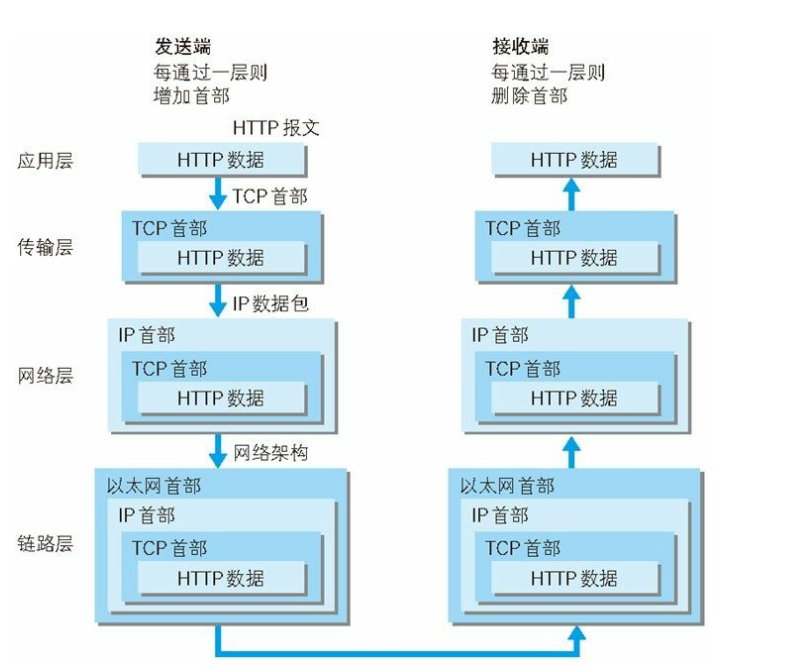 发送端
每通过一层则
增加首部
接收端
每通过一层则
删除首部
HTTP 报文
应用层
HTTP 数据
HTTP 数据
TCP 首部
传输层
TCP 首部
HTTP 数据
TCP 首部
HTTP 数据
IP 数据包
网络层
IP 首部
TCP 首部
HTTP 数据
IP 首部
TCP 首部
HTTP 数据
网络架构
链路层
以太网首部
IP 首部
TCP 首部
HTTP 数据
以太网首部
IP 首部
TCP 首部
HTTP 数据